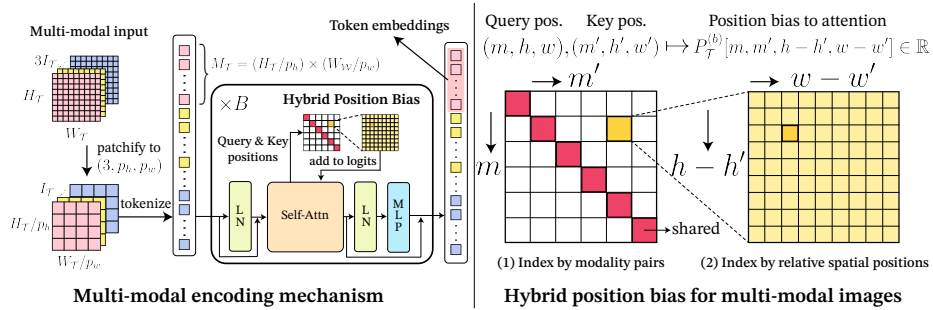 Multi-modal input
3I_𝒯
H_𝒯
W_𝒯
patchify to
(3, p_h, p_w)
I_𝒯
H_𝒯/p_h
W_𝒯/p_w
tokenize
M_𝒯 = (H_𝒯/p_h) × (W_𝒲/p_w)
×B
Hybrid Position Bias
Query & Key
positions
add to logits
LN
Self-Attn
LN
MLP
Token embeddings
Multi-modal encoding mechanism
Query pos. Key pos. Position bias to attention
(m, h, w),(m′, h′, w′) ↦ P_𝒯^(b)[m, m′, h − h′, w − w′] ∈ ℝ
m′
m
shared
(1) Index by modality pairs
w − w′
h − h′
(2) Index by relative spatial positions
Hybrid position bias for multi-modal images